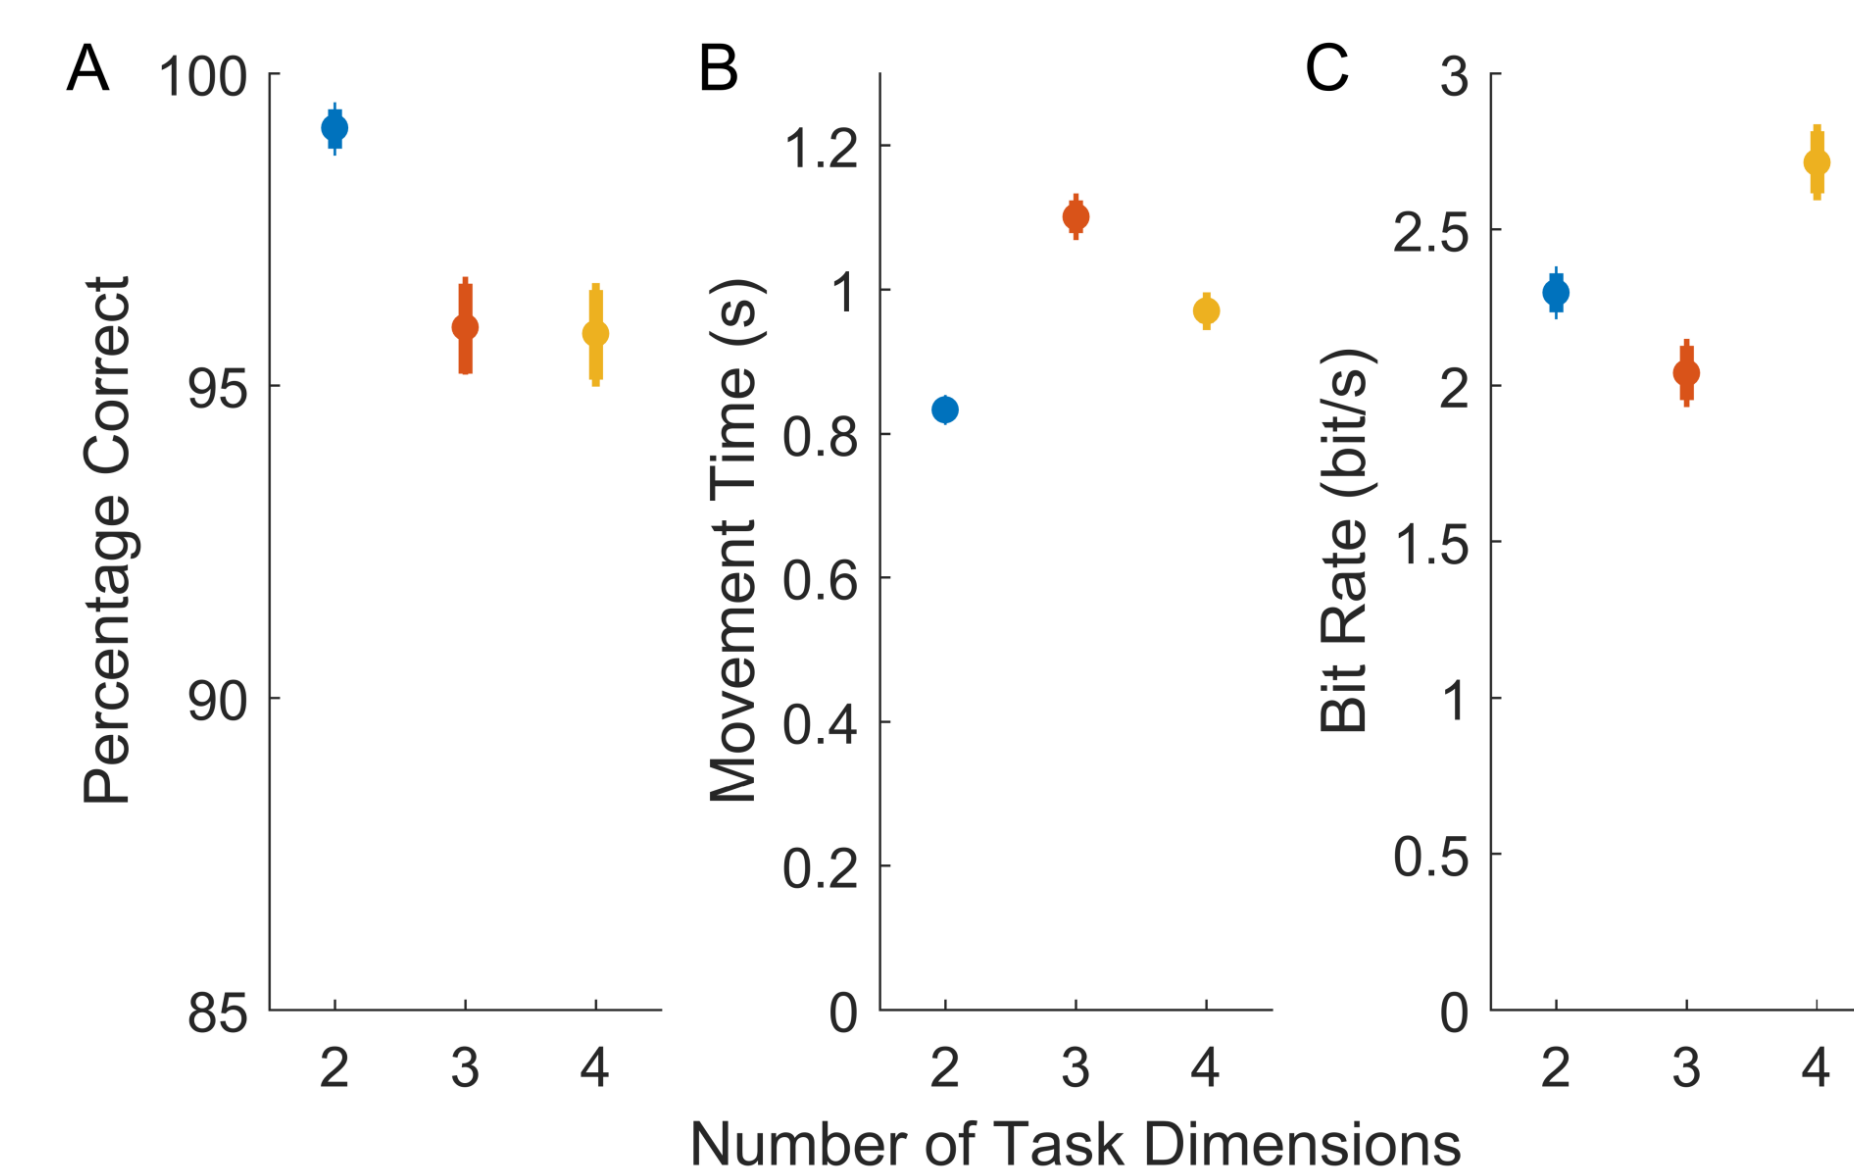 A
100
95
90
85
Percentage Correct
2 3 4
B
1.2
1
0.8
0.6
0.4
0.2
0
Movement Time (s)
2 3 4
C
3
2.5
2
1.5
1
0.5
0
Bit Rate (bit/s)
2 3 4
Number of Task Dimensions